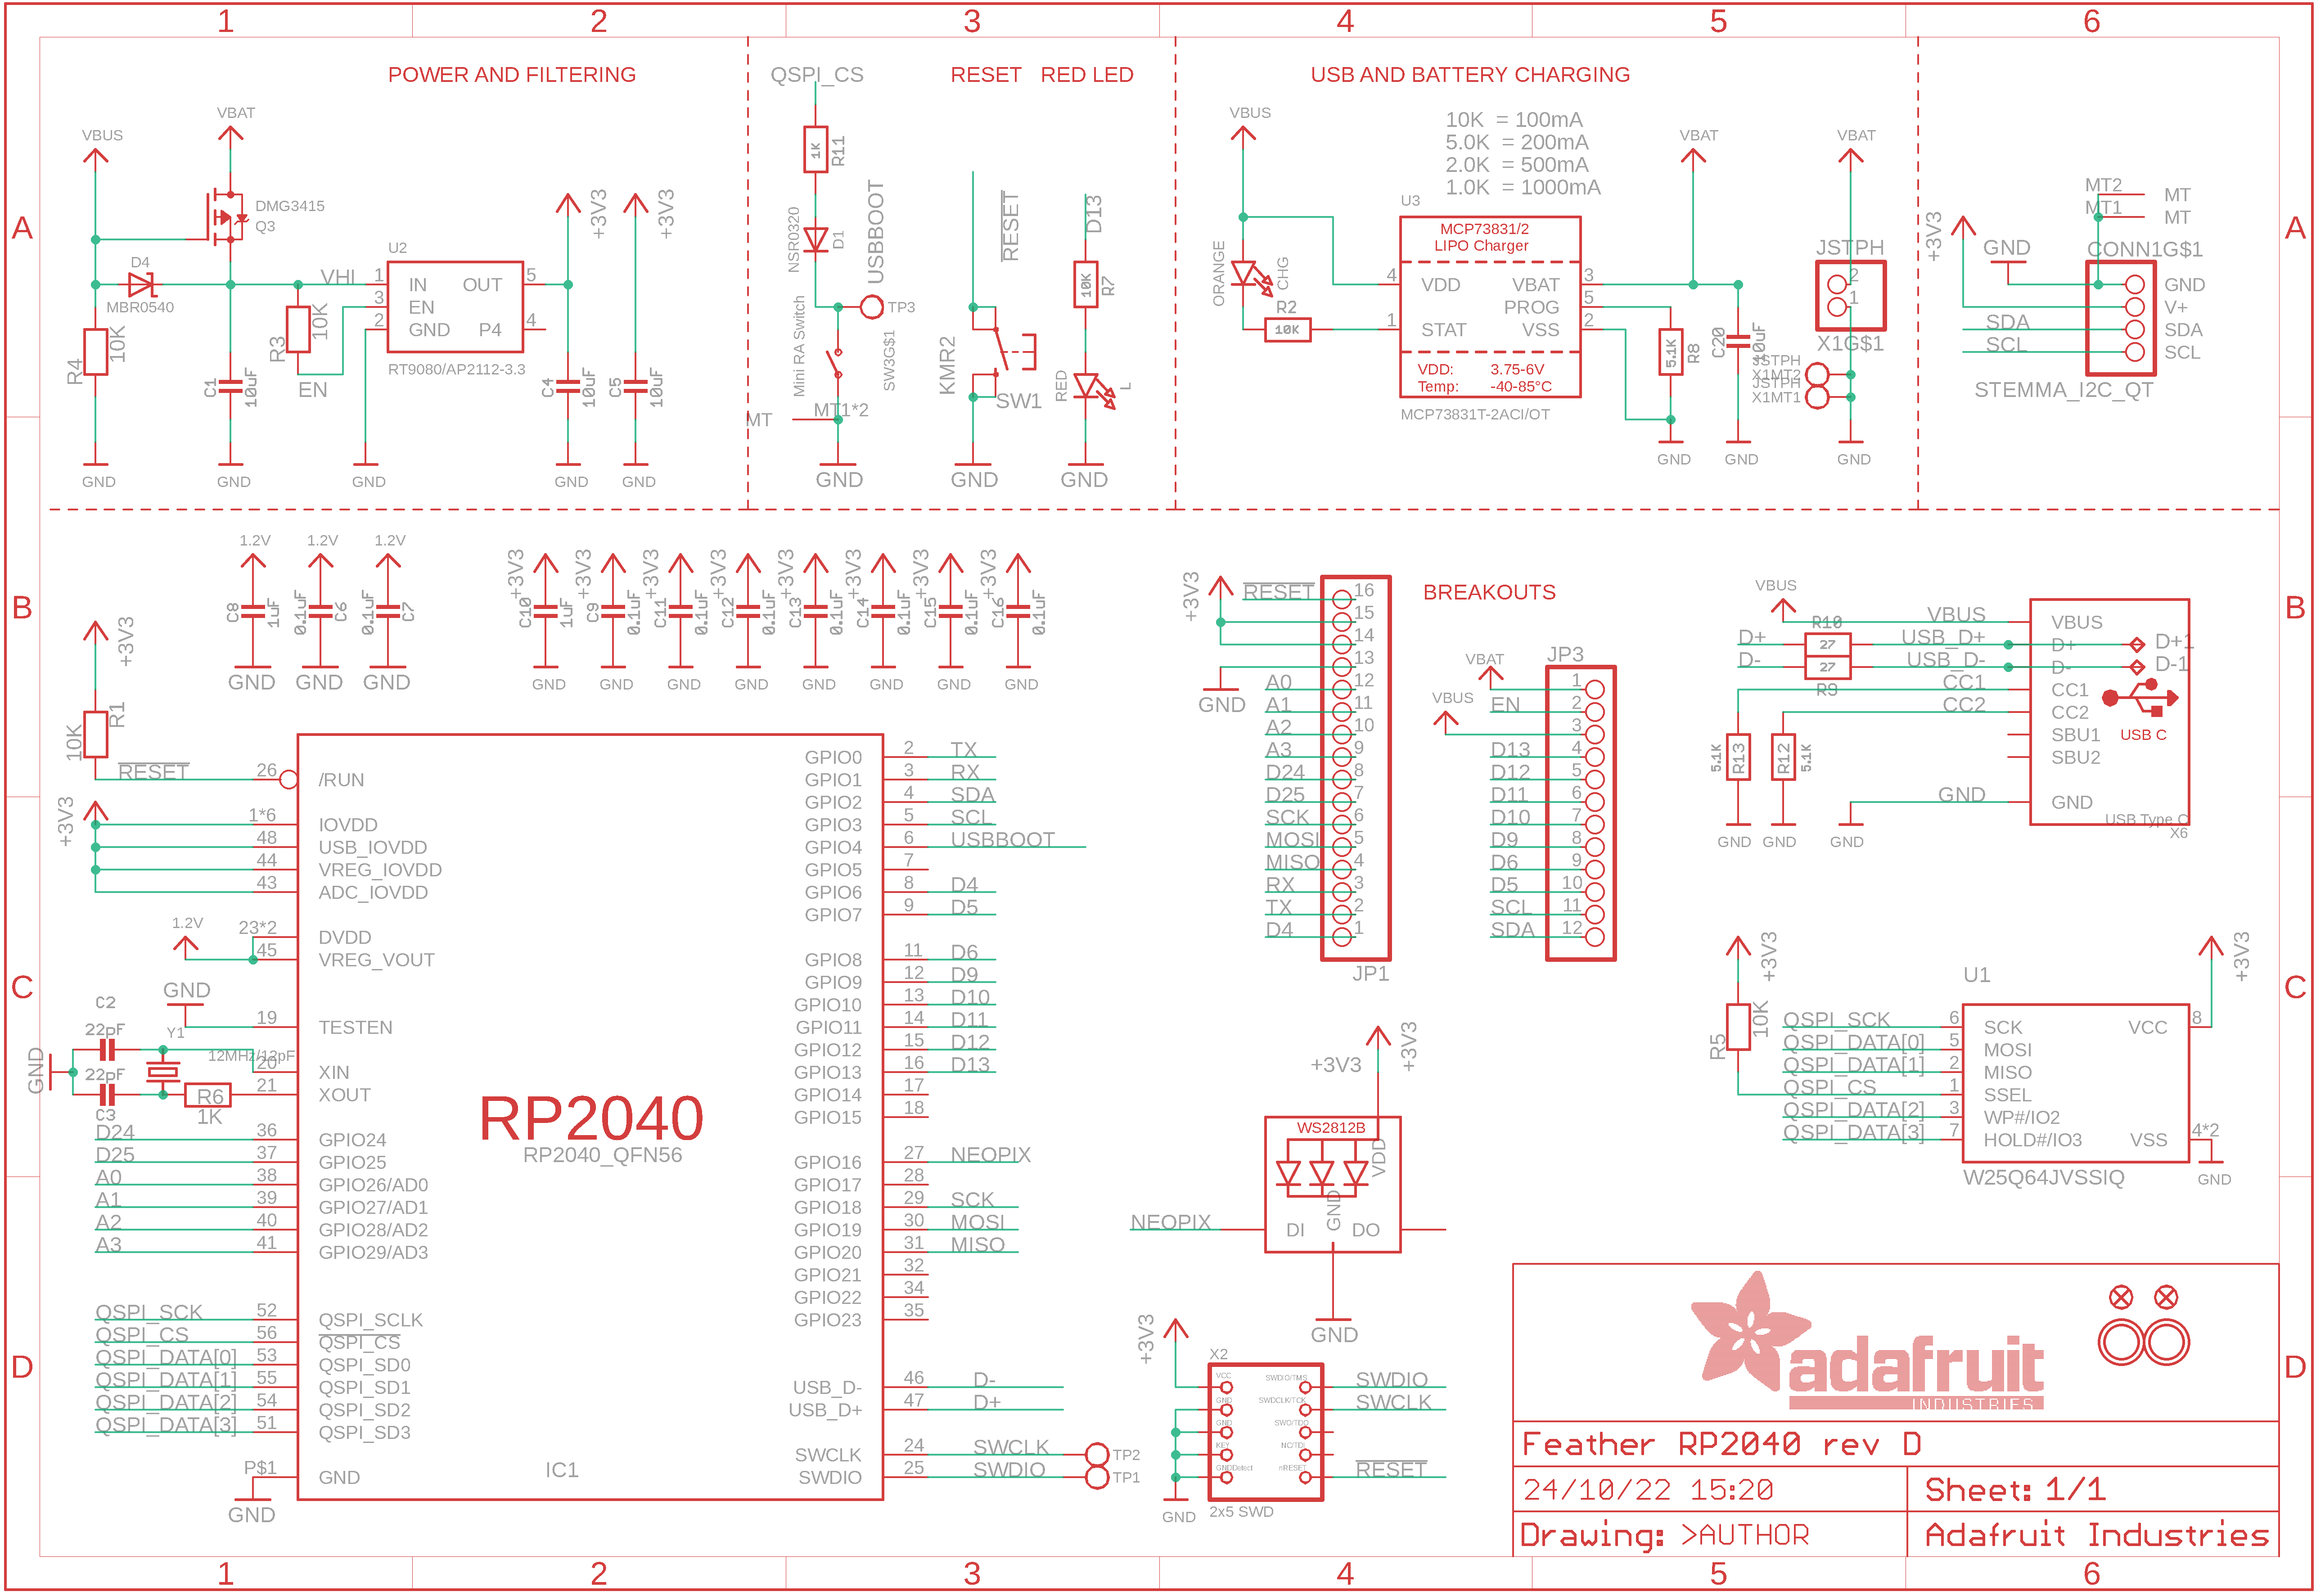 1 2 3 4 5 6
A
POWER AND FILTERING
VBUS
VBAT
DMG3415
Q3
D4
MBR0540
VHI
U2
1 IN OUT 5
3 EN
2 GND P4 4
RT9080/AP2112-3.3
R4
10K
R3
10K
EN
C1
10uF
C4
10uF
C5
10uF
+3V3
+3V3
GND
GND
GND
GND
GND
QSPI_CS
RESET
RED LED
1K
R11
NSR0320
D1
USBBOOT
TP3
Mini RA Switch
SW3G$1
MT
MT1*2
GND
RESET
KMR2
SW1
GND
D13
10K
R7
RED
L
GND
USB AND BATTERY CHARGING
10K = 100mA
5.0K = 200mA
2.0K = 500mA
1.0K = 1000mA
VBUS
ORANGE
CHG
R2
10K
U3
MCP73831/2
LIPO Charger
4 VDD VBAT 3
PROG 5
1 STAT VSS 2
VDD: 3.75-6V
Temp: -40-85°C
MCP73831T-2ACI/OT
VBAT
5.1K
R8
C20
10uF
GND
GND
VBAT
JSTPH
2
1
X1G$1
JSTPH
X1MT2
JSTPH
X1MT1
GND
MT2 MT
MT1 MT
+3V3
GND
CONN1G$1
GND
V+
SDA SDA
SCL SCL
STEMMA_I2C_QT
A
B
1.2V
1.2V
1.2V
C8
1uF
0.1uF
C6
0.1uF
C7
GND
GND
GND
+3V3
+3V3
+3V3
+3V3
+3V3
+3V3
+3V3
+3V3
C10
1uF
C9
0.1uF
C11
0.1uF
C12
0.1uF
C13
0.1uF
C14
0.1uF
C15
0.1uF
C16
0.1uF
GND
GND
GND
GND
GND
GND
GND
GND
+3V3
10K
R1
RESET 26 /RUN
+3V3
1*6 IOVDD
48 USB_IOVDD
44 VREG_IOVDD
43 ADC_IOVDD
1.2V
23*2 DVDD
45 VREG_VOUT
C
GND
19 TESTEN
C2
22pF
Y1
12MHz/12pF
GND
20 XIN
22pF
21 XOUT
C3
R6
1K
D24 36 GPIO24
D25 37 GPIO25
A0 38 GPIO26/AD0
A1 39 GPIO27/AD1
A2 40 GPIO28/AD2
A3 41 GPIO29/AD3
QSPI_SCK 52 QSPI_SCLK
QSPI_CS 56 QSPI_CS
QSPI_DATA[0] 53 QSPI_SD0
QSPI_DATA[1] 55 QSPI_SD1
QSPI_DATA[2] 54 QSPI_SD2
QSPI_DATA[3] 51 QSPI_SD3
D
P$1 GND
GND
RP2040
RP2040_QFN56
IC1
GPIO0 2 TX
GPIO1 3 RX
GPIO2 4 SDA
GPIO3 5 SCL
GPIO4 6 USBBOOT
GPIO5 7
GPIO6 8 D4
GPIO7 9 D5
GPIO8 11 D6
GPIO9 12 D9
GPIO10 13 D10
GPIO11 14 D11
GPIO12 15 D12
GPIO13 16 D13
GPIO14 17
GPIO15 18
GPIO16 27 NEOPIX
GPIO17 28
GPIO18 29 SCK
GPIO19 30 MOSI
GPIO20 31 MISO
GPIO21 32
GPIO22 34
GPIO23 35
USB_D- 46 D-
USB_D+ 47 D+
SWCLK 24 SWCLK TP2
SWDIO 25 SWDIO TP1
BREAKOUTS
+3V3
RESET 16
15
14
13
GND
A0 12
A1 11
A2 10
A3 9
D24 8
D25 7
SCK 6
MOSI 5
MISO 4
RX 3
TX 2
D4 1
JP1
JP3
VBAT 1
EN 2
VBUS 3
D13 4
D12 5
D11 6
D10 7
D9 8
D6 9
D5 10
SCL 11
SDA 12
VBUS
VBUS VBUS
D+ R10 27 USB_D+ D+ D+1
D- 27 R9 USB_D- D- D-1
CC1 CC1
CC2 CC2
SBU1
SBU2
USB C
5.1K
R13
R12
5.1K
GND GND
USB Type C
X6
GND
GND
GND
B
+3V3
10K
R5
U1
+3V3
QSPI_SCK 6 SCK VCC 8
QSPI_DATA[0] 5 MOSI
QSPI_DATA[1] 2 MISO
QSPI_CS 1 SSEL
QSPI_DATA[2] 3 WP#/IO2
QSPI_DATA[3] 7 HOLD#/IO3 VSS 4*2
W25Q64JVSSIQ
GND
C
+3V3
+3V3
WS2812B
VDD
GND
NEOPIX DI DO
GND
+3V3
X2
VCC SWDIO/TMS SWDIO
GND SWDCLK/TCK SWCLK
GND SWO/TDO
KEY NC/TDI
GNDDetect nRESET RESET
GND
2x5 SWD
adafruit
INDUSTRIES
D
Feather RP2040 rev D
24/10/22 15:20
Sheet: 1/1
Drawing: >AUTHOR
Adafruit Industries
1 2 3 4 5 6